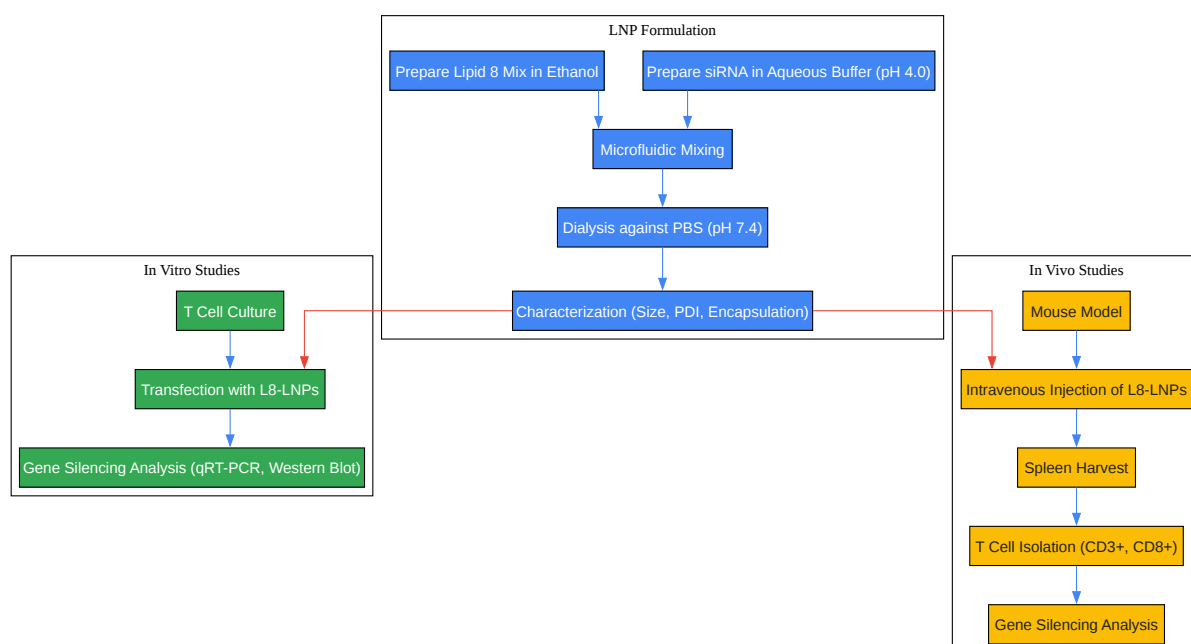 LNP Formulation
Prepare Lipid 8 Mix in Ethanol
Prepare siRNA in Aqueous Buffer (pH 4.0)
Microfluidic Mixing
Dialysis against PBS (pH 7.4)
Characterization (Size, PDI, Encapsulation)
In Vitro Studies
T Cell Culture
Transfection with L8-LNPs
Gene Silencing Analysis (qRT-PCR, Western Blot)
In Vivo Studies
Mouse Model
Intravenous Injection of L8-LNPs
Spleen Harvest
T Cell Isolation (CD3+, CD8+)
Gene Silencing Analysis